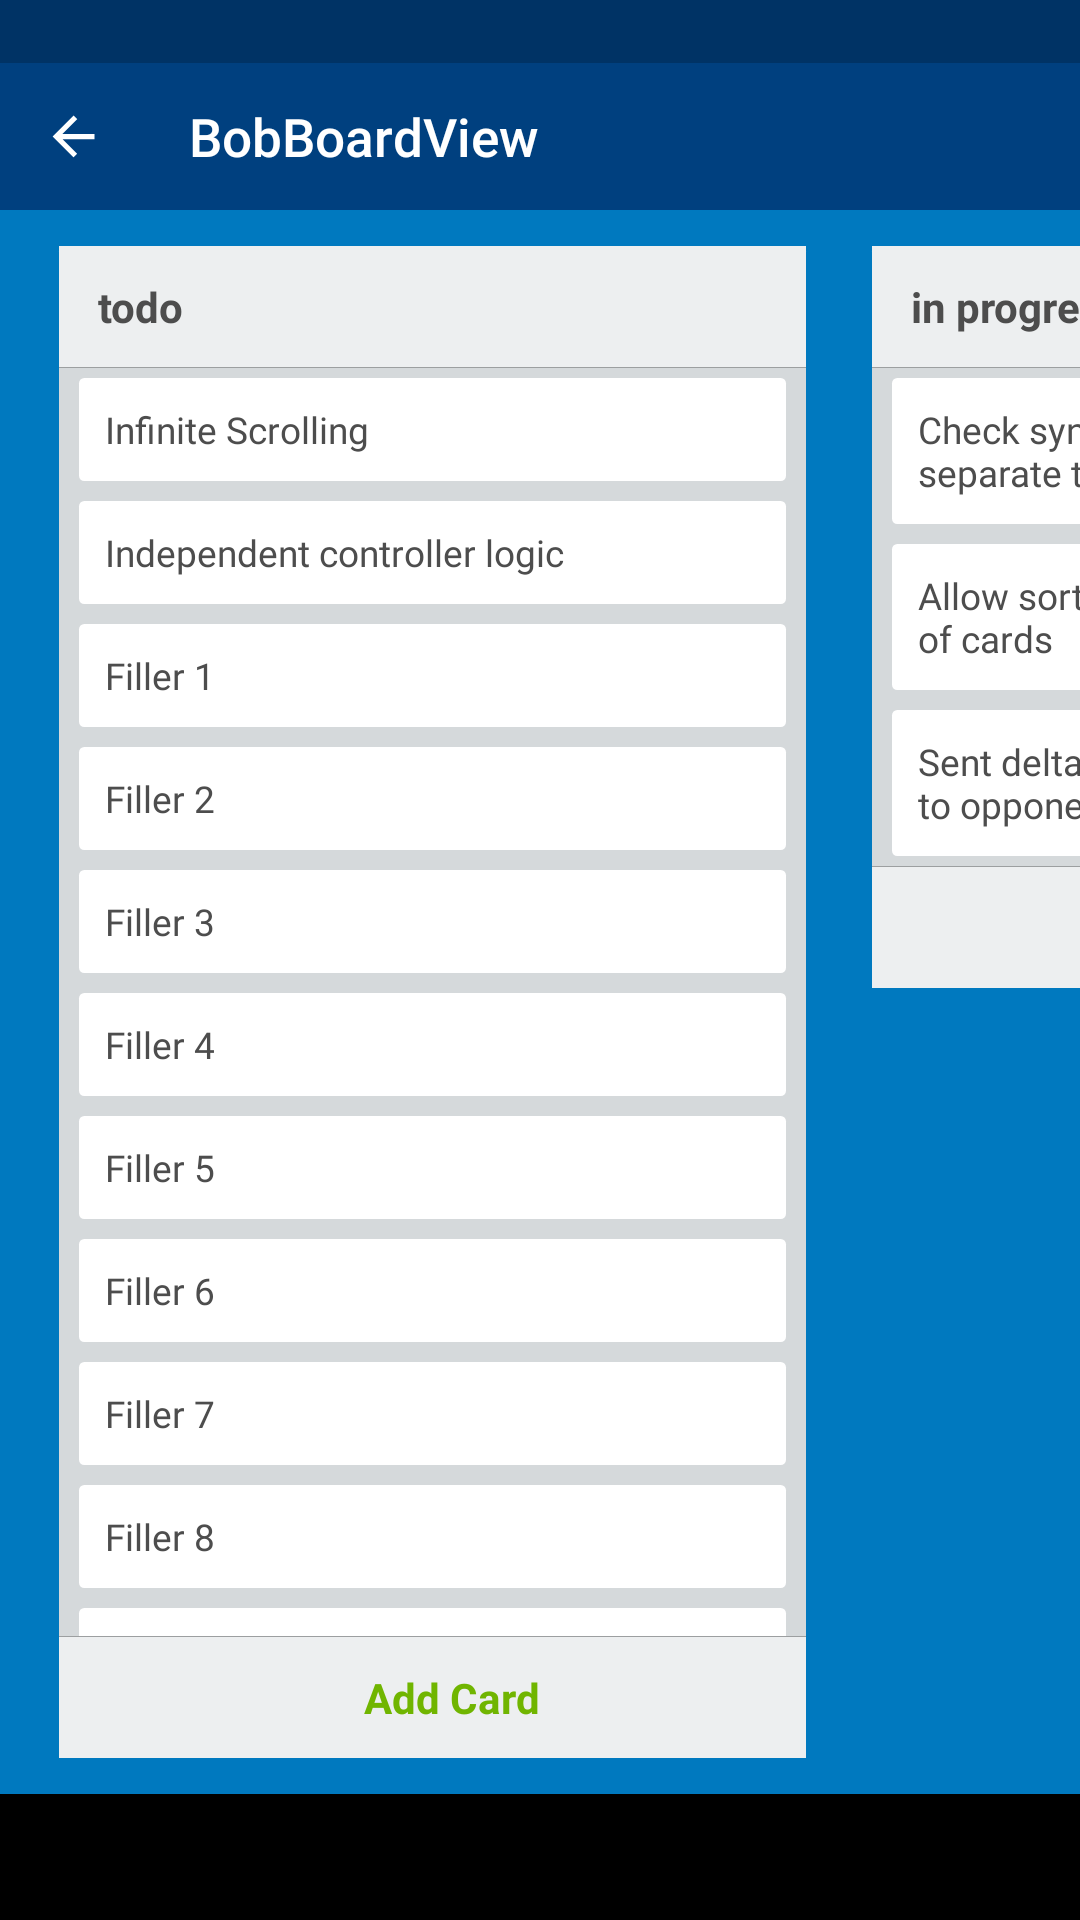 BobBoardView
todo
Infinite Scrolling
Independent controller logic
Filler 1
Filler 2
Filler 3
Filler 4
Filler 5
Filler 6
Filler 7
Filler 8
Add Card
in progre
Check syn
separate t
Allow sort
of cards
Sent delta
to oppone